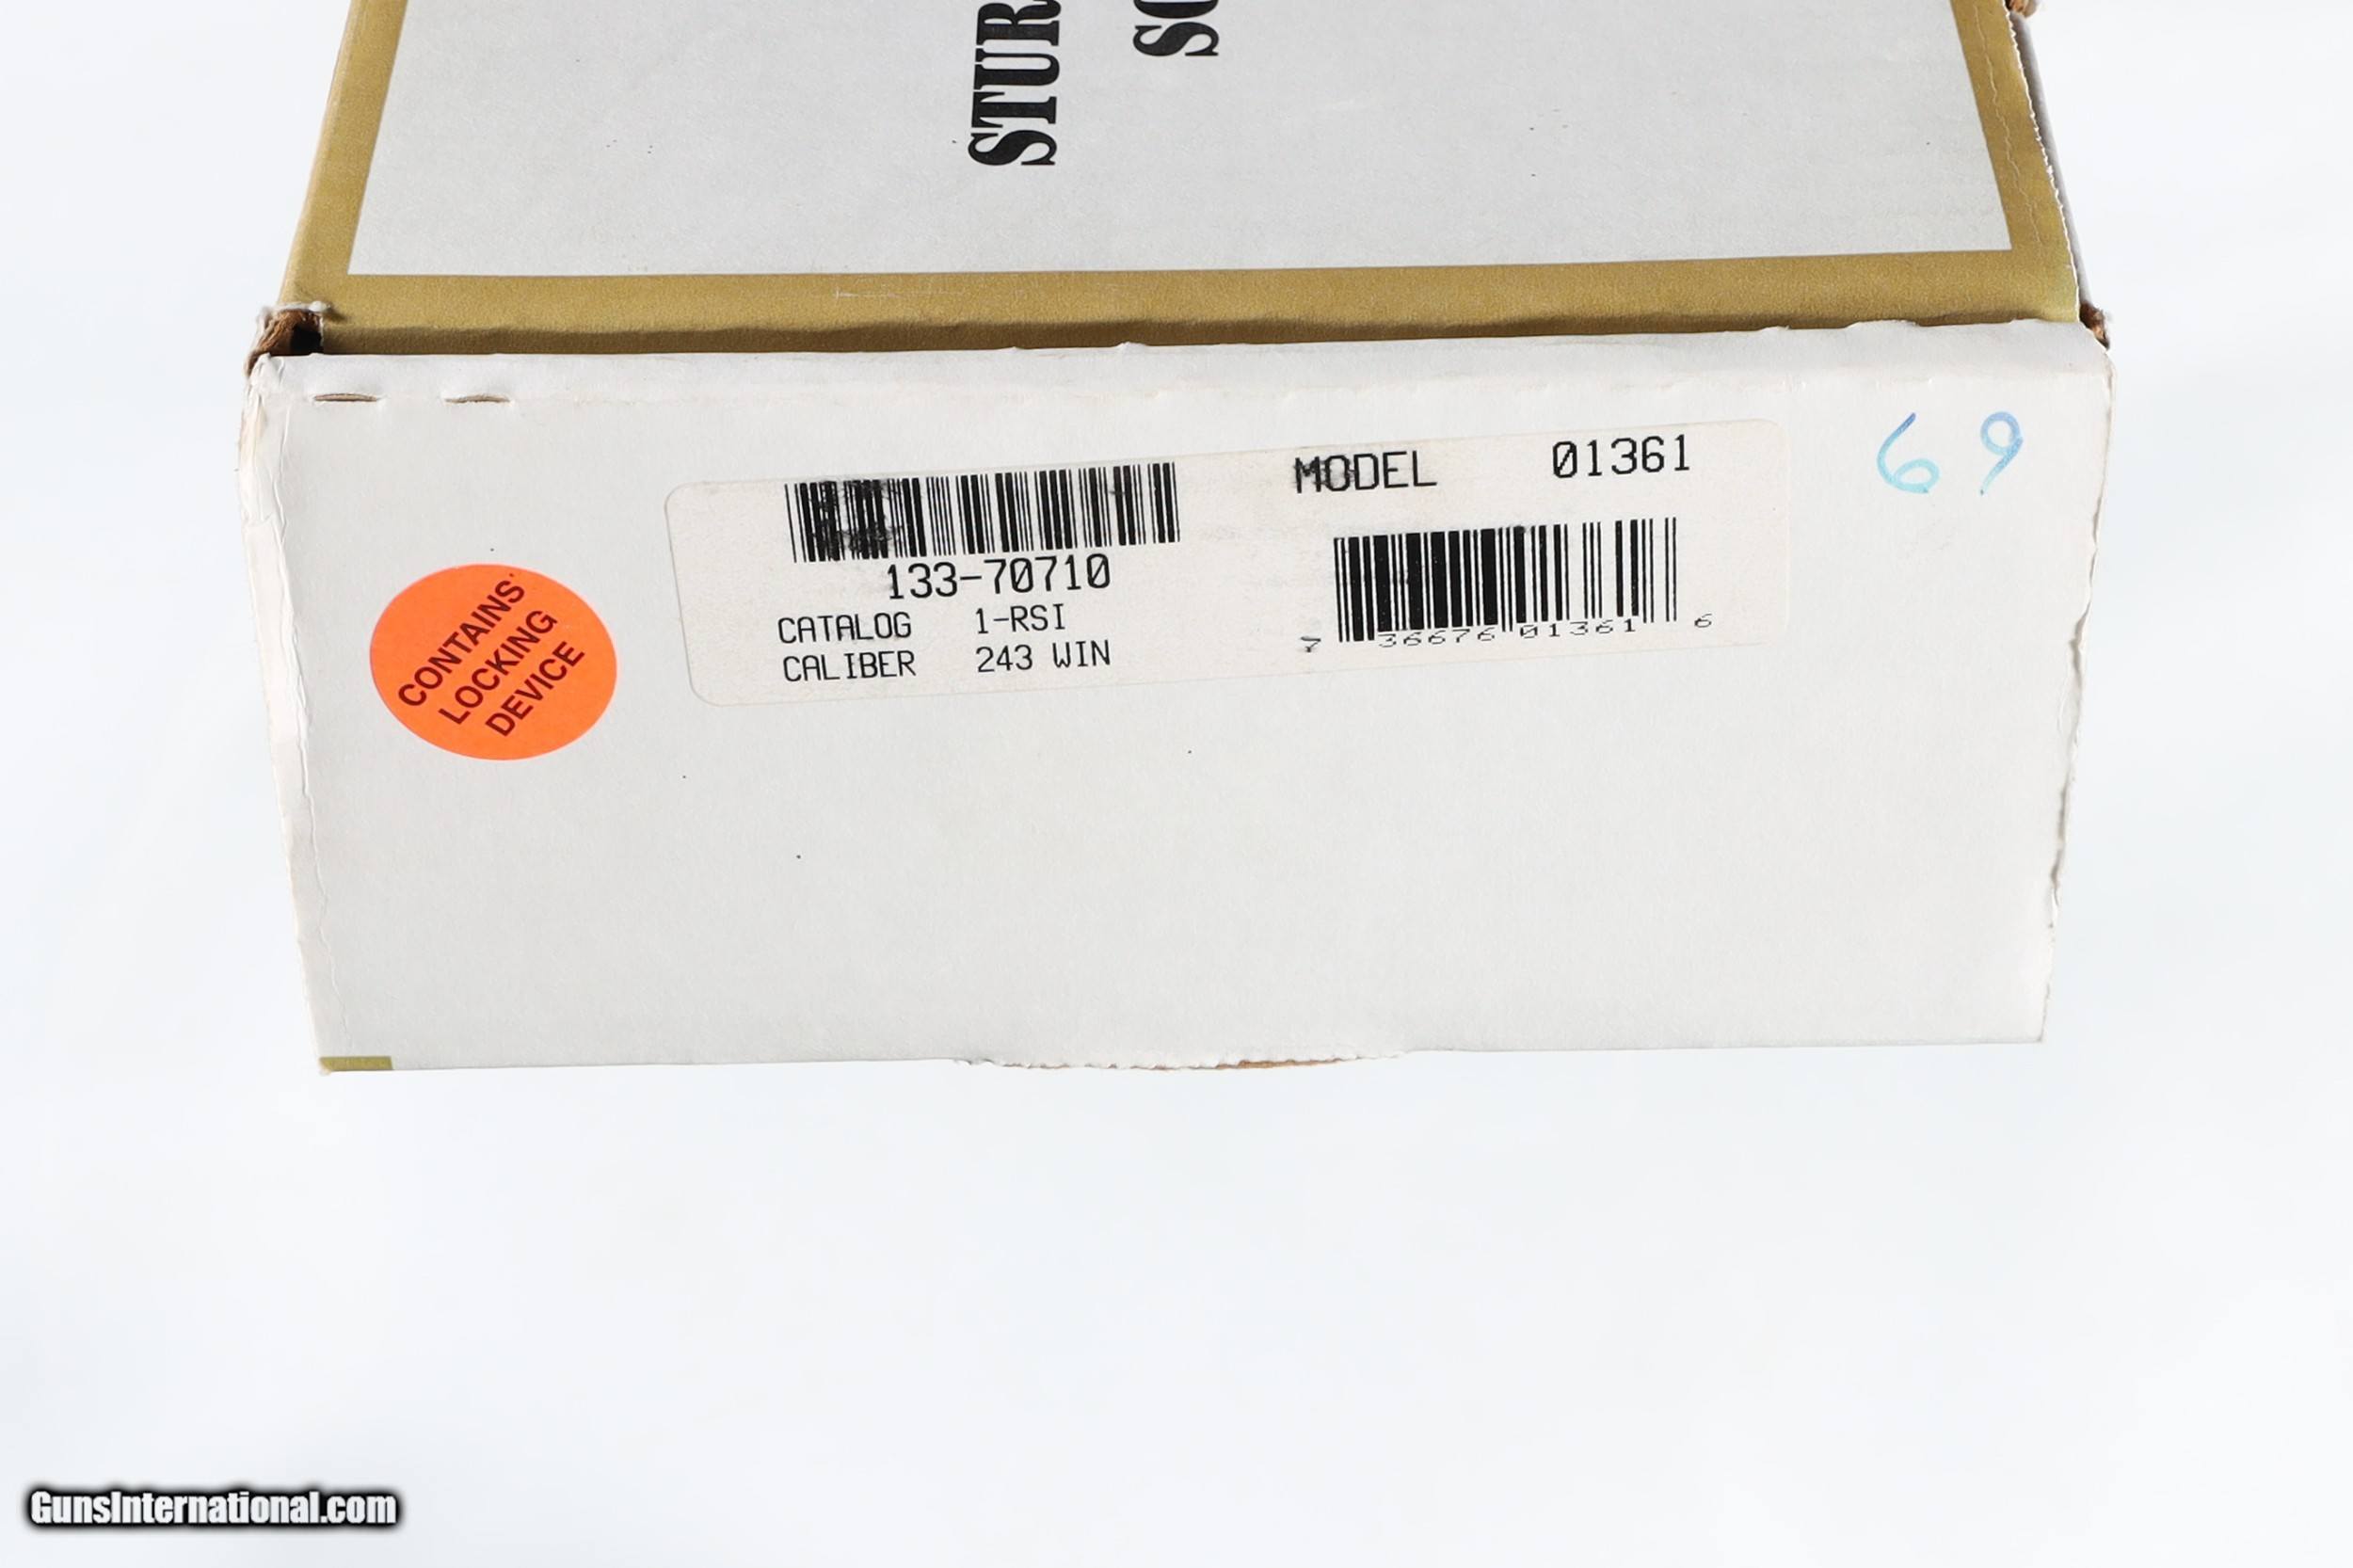 STUR
SO
MODEL 01361
133-70710
CATALOG 1-RSI
CALIBER 243 WIN
7 36676 01361 6
69
CONTAINS
LOCKING
DEVICE
GunsInternational.com